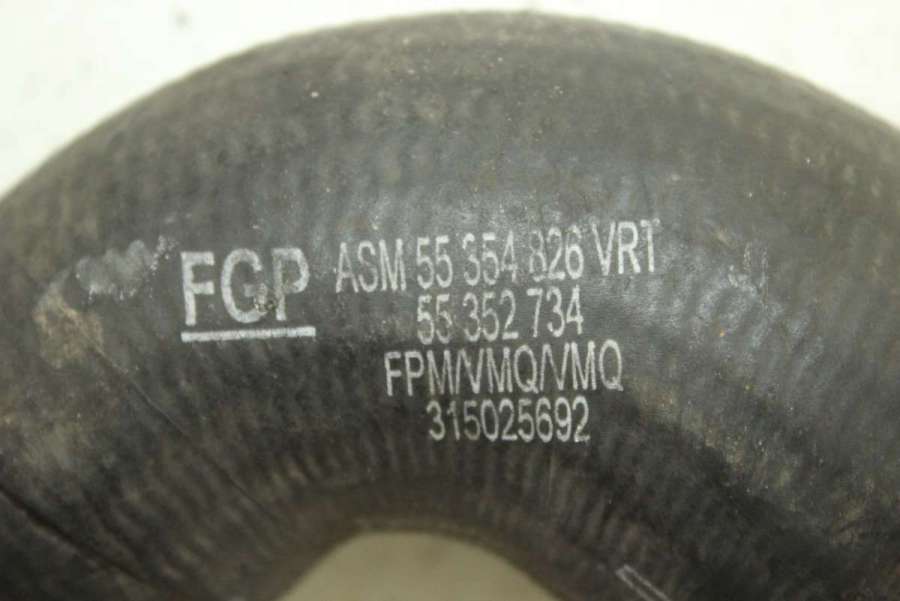 FGP ASM 55 354 826 VRT
55 352 734
FPM/VMQ/VMQ
315025692